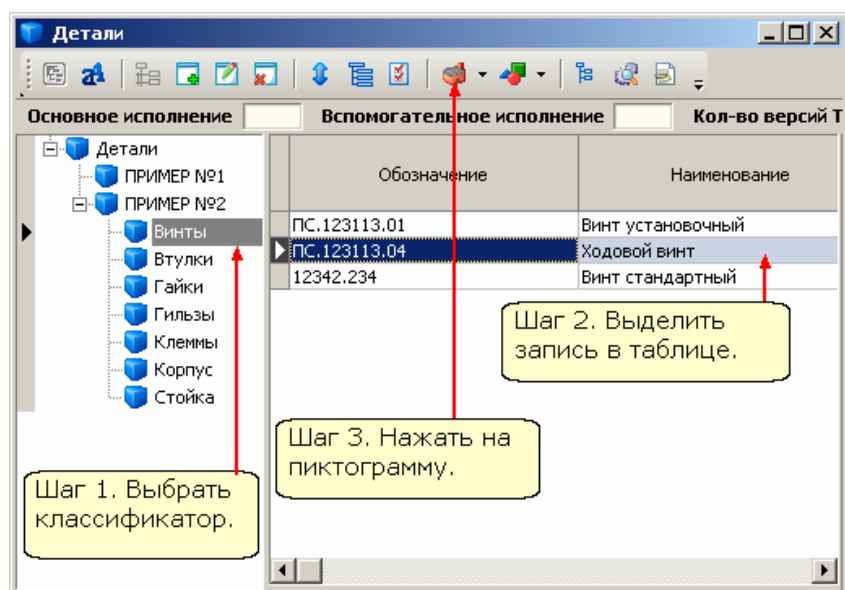 Детали
Основное исполнение Вспомогательное исполнение Кол-во версий Т
Детали
ПРИМЕР №1
ПРИМЕР №2
Винты
Втулки
Гайки
Гильзы
Клеммы
Корпус
Стойка
Обозначение Наименование
ПС.123113.01 Винт установочный
ПС.123113.04 Ходовой винт
12342.234 Винт стандартный
Шаг 2. Выделить
запись в таблице.
Шаг 3. Нажать на
пиктограмму.
Шаг 1. Выбрать
классификатор.